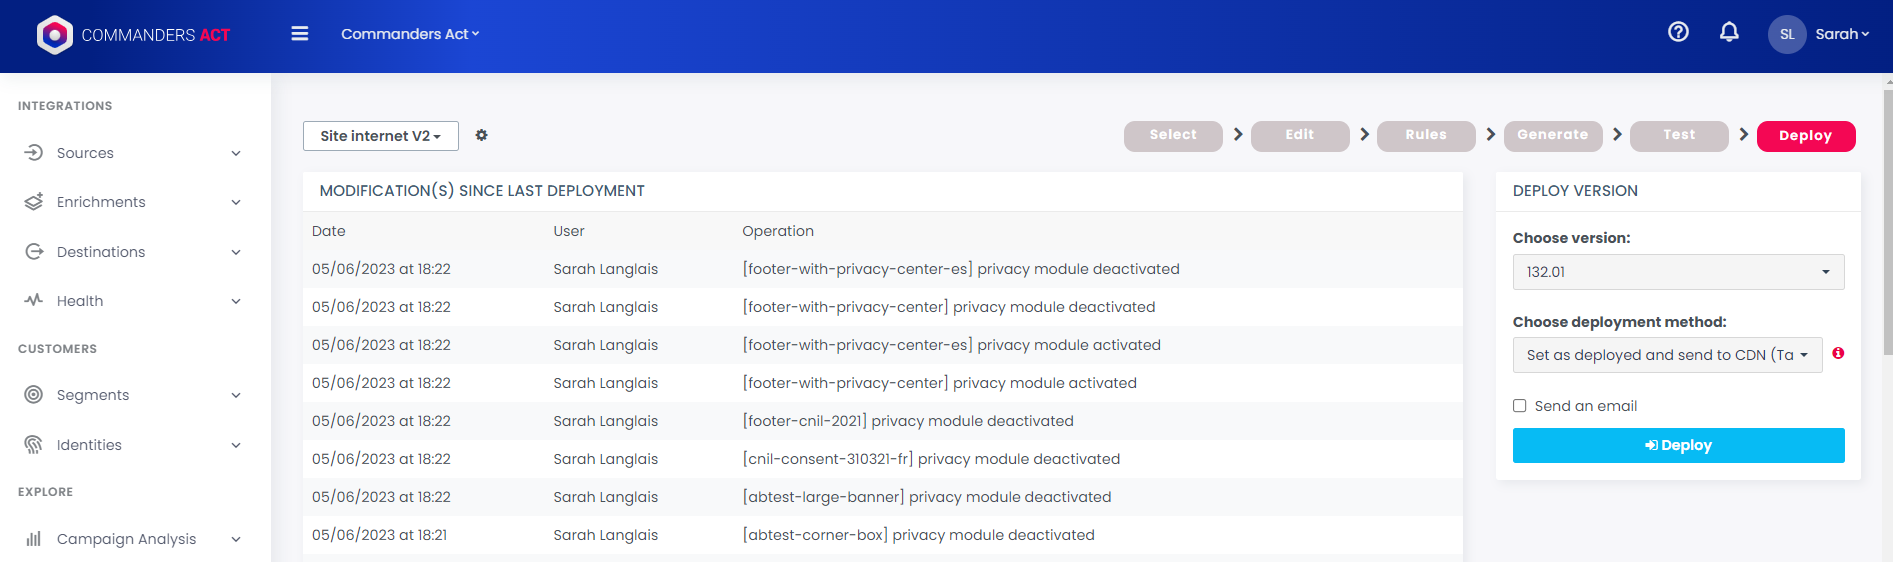 COMMANDERS ACT
Commanders Act
SL Sarah
INTEGRATIONS
Sources
Enrichments
Destinations
Health
CUSTOMERS
Segments
Identities
EXPLORE
Campaign Analysis
Site internet V2
Select Edit Rules Generate Test Deploy
MODIFICATION(S) SINCE LAST DEPLOYMENT
Date User Operation
05/06/2023 at 18:22 Sarah Langlais [footer-with-privacy-center-es] privacy module deactivated
05/06/2023 at 18:22 Sarah Langlais [footer-with-privacy-center] privacy module deactivated
05/06/2023 at 18:22 Sarah Langlais [footer-with-privacy-center-es] privacy module activated
05/06/2023 at 18:22 Sarah Langlais [footer-with-privacy-center] privacy module activated
05/06/2023 at 18:22 Sarah Langlais [footer-cnil-2021] privacy module deactivated
05/06/2023 at 18:22 Sarah Langlais [cnil-consent-310321-fr] privacy module deactivated
05/06/2023 at 18:22 Sarah Langlais [abtest-large-banner] privacy module deactivated
05/06/2023 at 18:21 Sarah Langlais [abtest-corner-box] privacy module deactivated
DEPLOY VERSION
Choose version:
132.01
Choose deployment method:
Set as deployed and send to CDN (Ta
Send an email
Deploy